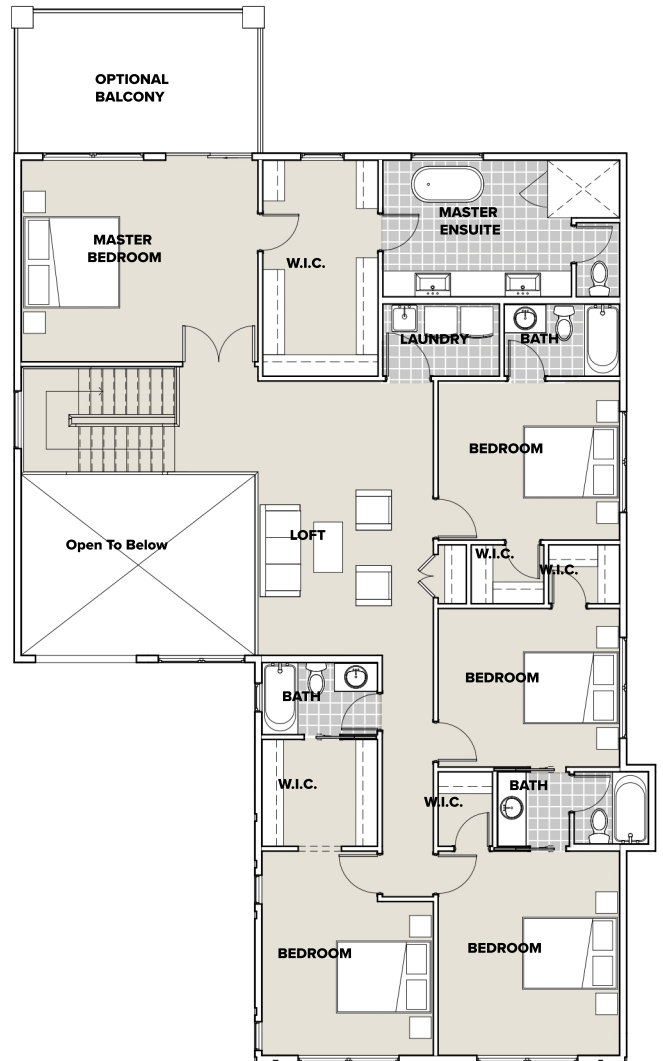 OPTIONAL
BALCONY
MASTER
BEDROOM
W.I.C.
MASTER
ENSUITE
LAUNDRY
BATH
BEDROOM
Open To Below
LOFT
W.I.C.
W.I.C.
BEDROOM
BATH
W.I.C.
W.I.C.
BATH
BEDROOM
BEDROOM